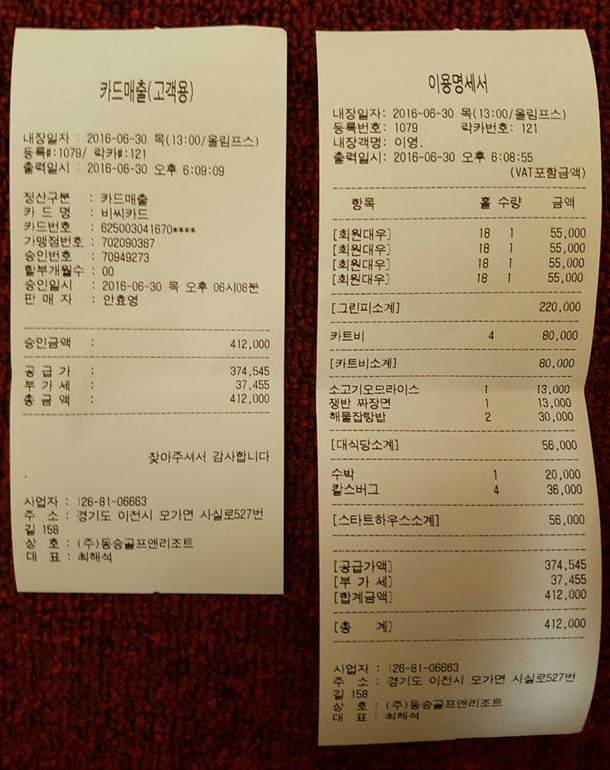 카드매출(고객용)
내장일자 : 2016-06-30 목(13:00/올림프스)
등록#:1079/ 락카#:121
출력일시 : 2016-06-30 오후 6:09:09
정산구분 : 카드매출
카 드 명 : 비씨카드
카드번호 : 625003041670****
가맹점번호 : 702090387
승인번호 : 70949273
할부개월수 : 00
승인일시 : 2016-06-30 목 오후 06시08분
판 매 자 : 안효영
승인금액 : 412,000
공 급 가 : 374,545
부 가 세 : 37,455
총 금 액 : 412,000
찾아주셔서 감사합니다
사업자 : 126-81-06663
주 소 : 경기도 이천시 모가면 사실로527번
길 158
상 호 : (주)동승골프앤리조트
대 표 : 최해석
이용명세서
내장일자: 2016-06-30 목(13:00/올림프스)
등록번호: 1079 락카번호: 121
내장객명: 이영.
출력일시: 2016-06-30 오후 6:08:55
(VAT포함금액)
항목 홀 수량 금액
[회원대우] 18 1 55,000
[회원대우] 18 1 55,000
[회원대우] 18 1 55,000
[회원대우] 18 1 55,000
[그린피소계] 220,000
카트비 4 80,000
[카트비소계] 80,000
소고기오므라이스 1 13,000
쟁반 짜장면 1 13,000
해물잡탕밥 2 30,000
[대식당소계] 56,000
수박 1 20,000
칼스버그 4 36,000
[스타트하우스소계] 56,000
[공급가액] 374,545
[부 가 세] 37,455
[합계금액] 412,000
[총 계] 412,000
사업자 : 126-81-06663
주 소 : 경기도 이천시 모가면 사실로527번
길 158
상 호 : (주)동승골프앤리조트
대 표 : 최해석